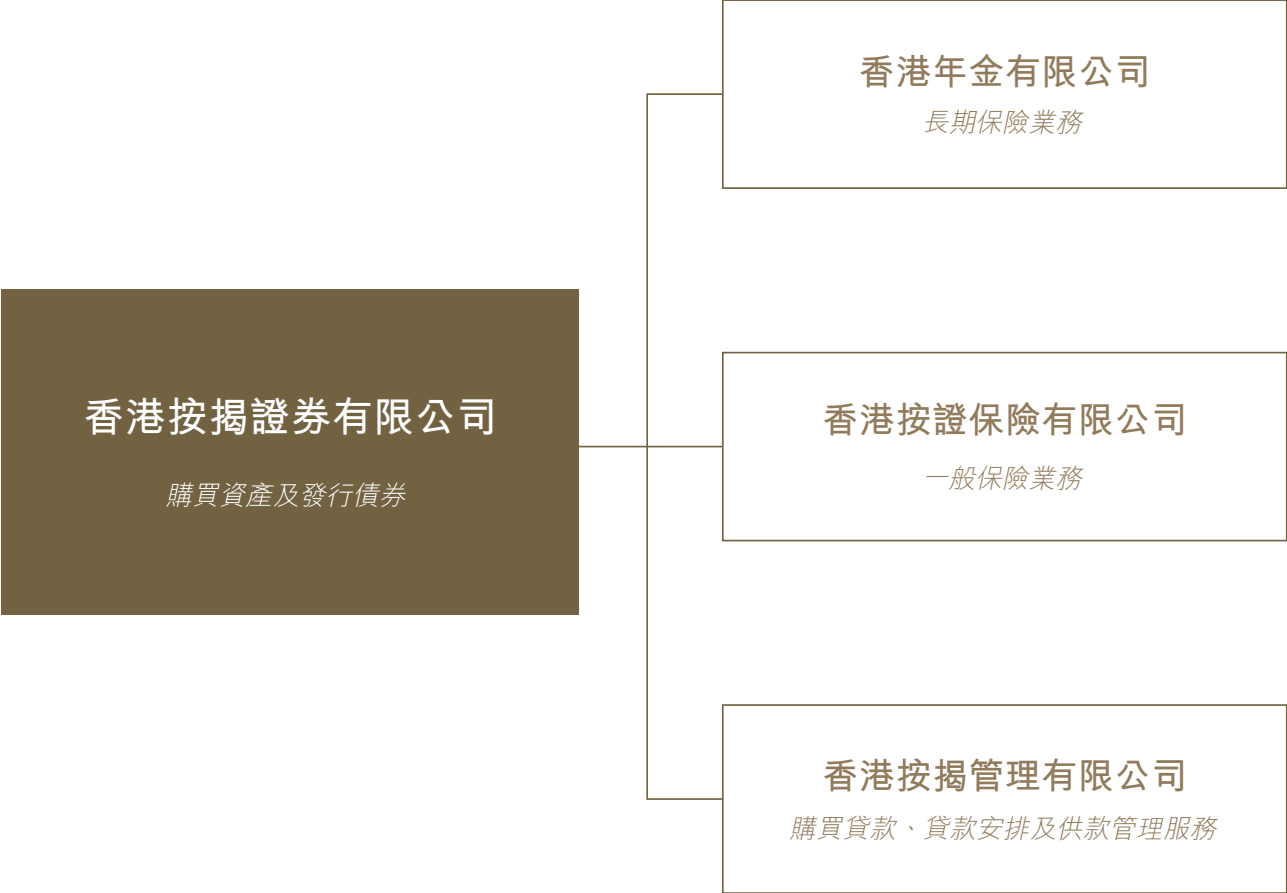 香港年金有限公司
長期保險業務
香港按揭證券有限公司
購買資產及發行債券
香港按證保險有限公司
一般保險業務
香港按揭管理有限公司
購買貸款、貸款安排及供款管理服務